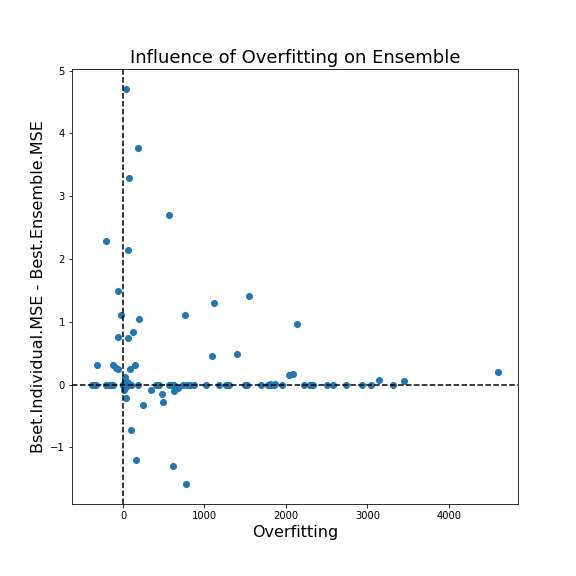 Influence of Overfitting on Ensemble
Bset.Individual.MSE - Best.Ensemble.MSE
5
4
3
2
1
0
−1
0 1000 2000 3000 4000
Overfitting